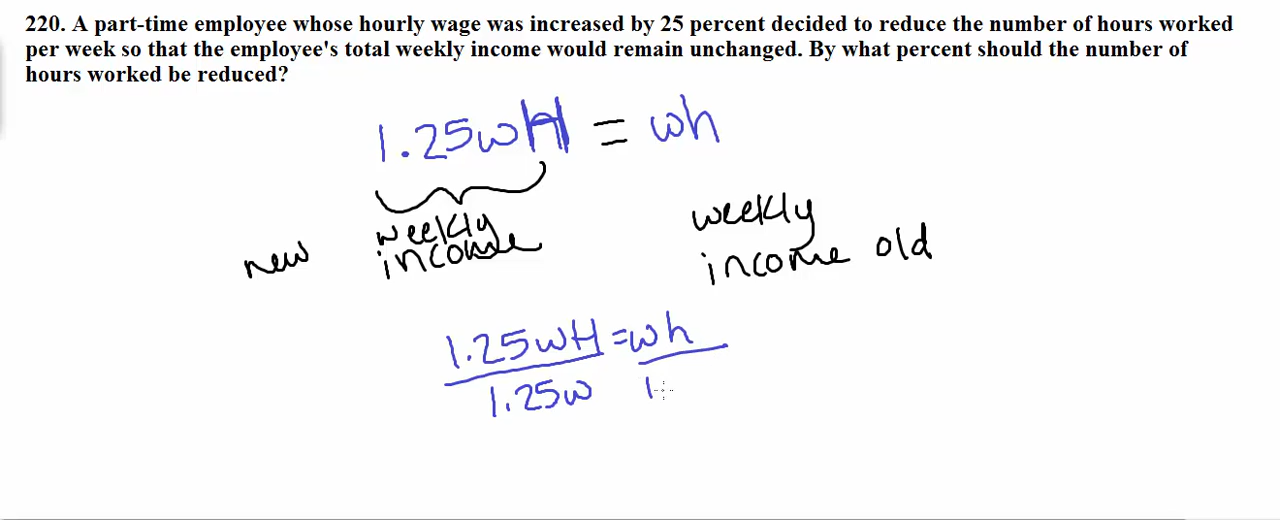 220. A part-time employee whose hourly wage was increased by 25 percent decided to reduce the number of hours worked
per week so that the employee's total weekly income would remain unchanged. By what percent should the number of
hours worked be reduced?
1.25wH = wh
new weekly income
weekly
income old
1.25wH = wh
1.25w 1.